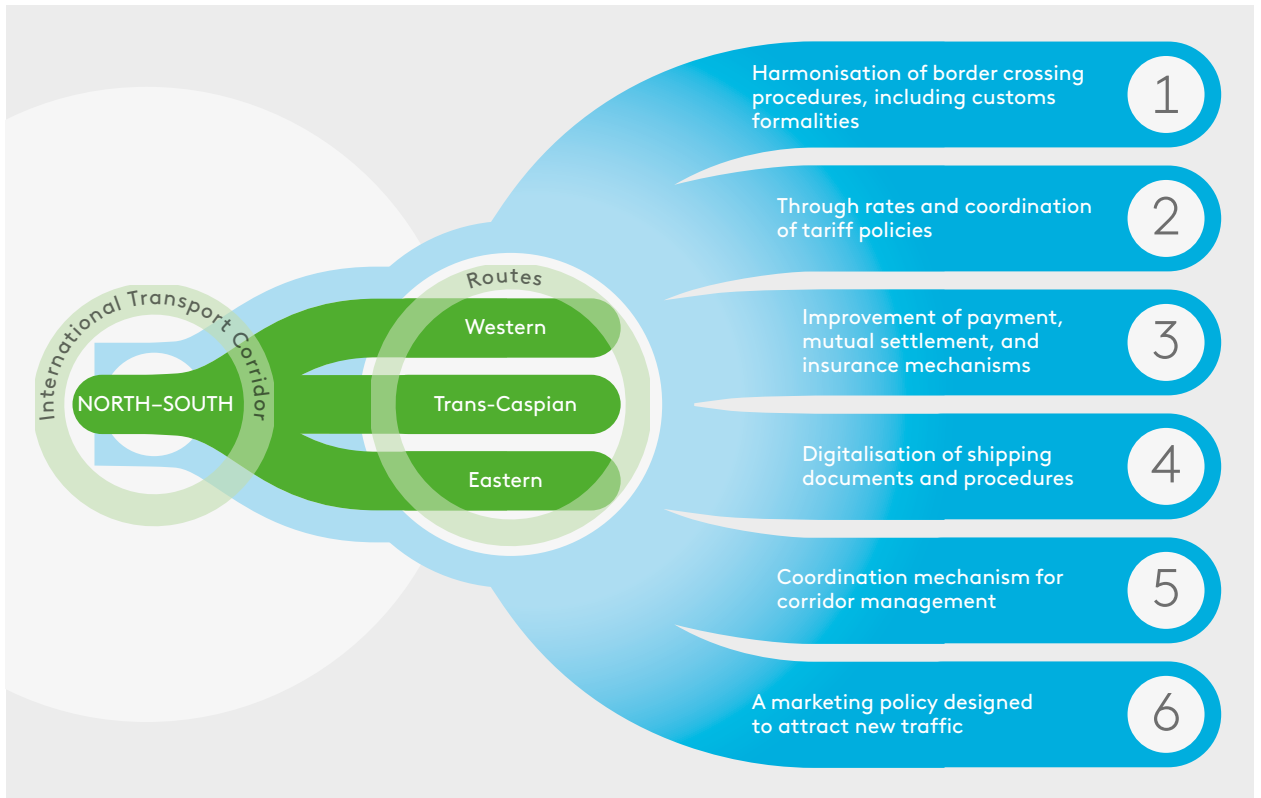 International Transport Corridor
NORTH–SOUTH
Routes
Western
Trans-Caspian
Eastern
Harmonisation of border crossing
procedures, including customs
formalities
1
Through rates and coordination
of tariff policies
2
Improvement of payment,
mutual settlement, and
insurance mechanisms
3
Digitalisation of shipping
documents and procedures
4
Coordination mechanism for
corridor management
5
A marketing policy designed
to attract new traffic
6